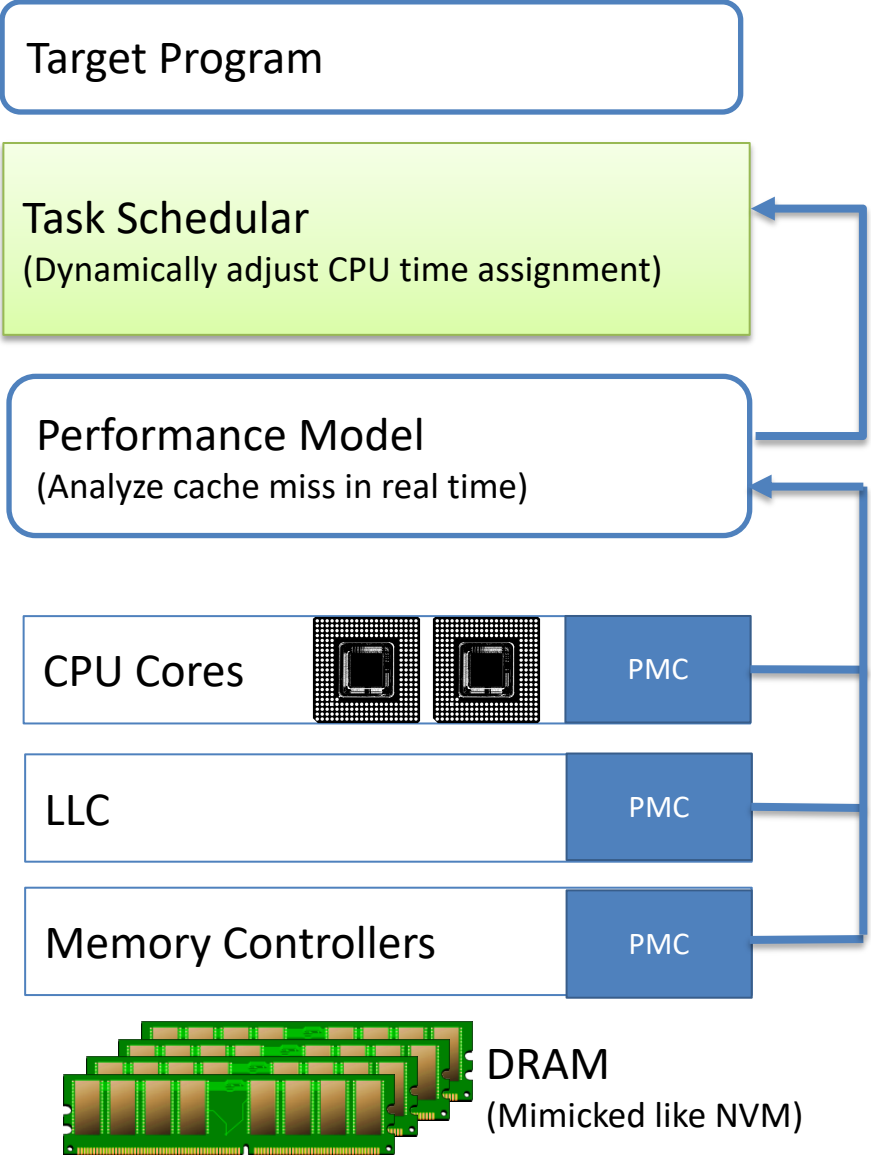 Target Program
Task Schedular
(Dynamically adjust CPU time assignment)
Performance Model
(Analyze cache miss in real time)
CPU Cores
PMC
LLC
PMC
Memory Controllers
PMC
DRAM
(Mimicked like NVM)